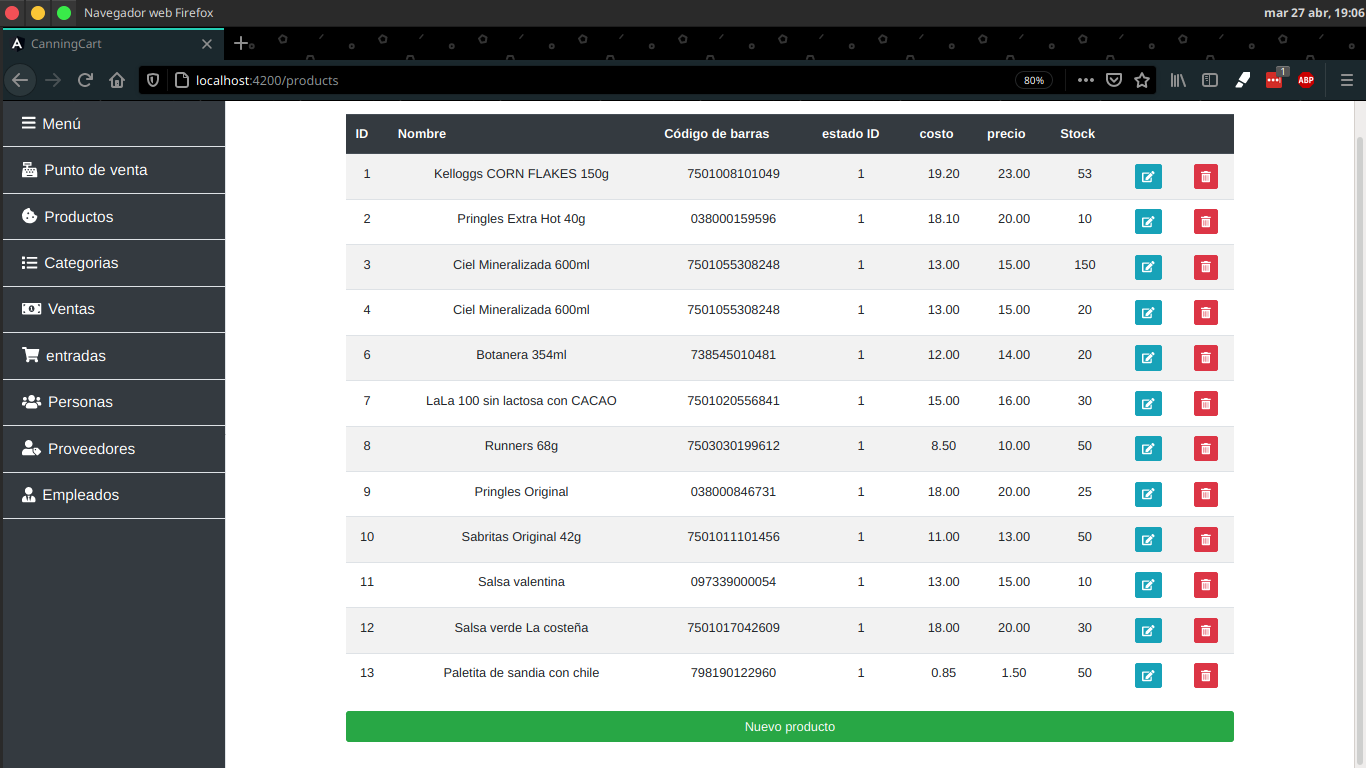 Navegador web Firefox
mar 27 abr, 19:06
CanningCart
localhost:4200/products
80%
1
ABP
Menú
Punto de venta
Productos
Categorias
Ventas
entradas
Personas
Proveedores
Empleados
ID Nombre Código de barras estado ID costo precio Stock
1 Kelloggs CORN FLAKES 150g 7501008101049 1 19.20 23.00 53
2 Pringles Extra Hot 40g 038000159596 1 18.10 20.00 10
3 Ciel Mineralizada 600ml 7501055308248 1 13.00 15.00 150
4 Ciel Mineralizada 600ml 7501055308248 1 13.00 15.00 20
6 Botanera 354ml 738545010481 1 12.00 14.00 20
7 LaLa 100 sin lactosa con CACAO 7501020556841 1 15.00 16.00 30
8 Runners 68g 7503030199612 1 8.50 10.00 50
9 Pringles Original 038000846731 1 18.00 20.00 25
10 Sabritas Original 42g 7501011101456 1 11.00 13.00 50
11 Salsa valentina 097339000054 1 13.00 15.00 10
12 Salsa verde La costeña 7501017042609 1 18.00 20.00 30
13 Paletita de sandia con chile 798190122960 1 0.85 1.50 50
Nuevo producto